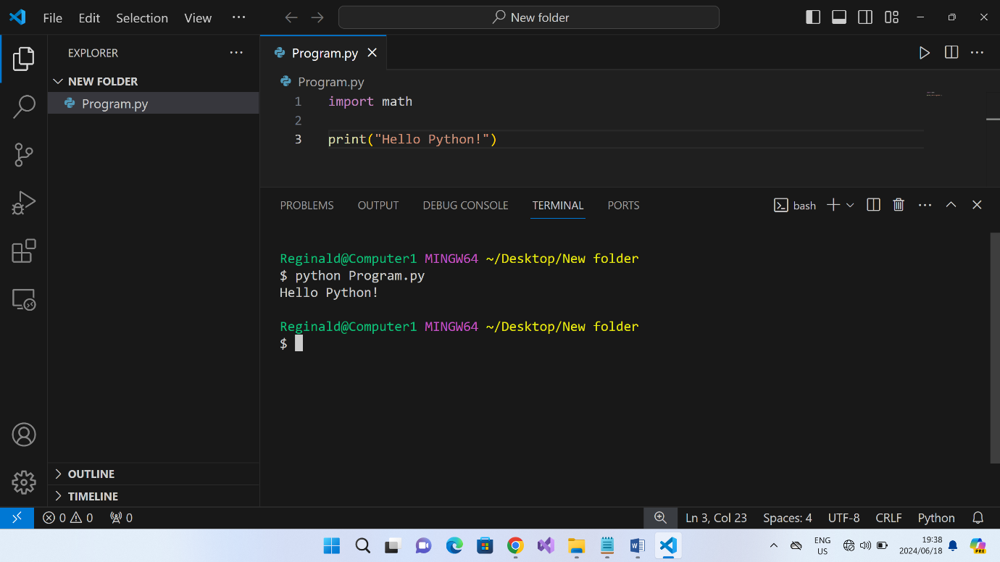 File Edit Selection View ···
New folder
EXPLORER ···
NEW FOLDER
Program.py
OUTLINE
TIMELINE
Program.py
Program.py
1 import math
2
3 print("Hello Python!")
PROBLEMS OUTPUT DEBUG CONSOLE TERMINAL PORTS
bash
Reginald@Computer1 MINGW64 ~/Desktop/New folder
$ python Program.py
Hello Python!
Reginald@Computer1 MINGW64 ~/Desktop/New folder
$
0 0 0
Ln 3, Col 23 Spaces: 4 UTF-8 CRLF Python
ENG
US
19:38
2024/06/18
PRE